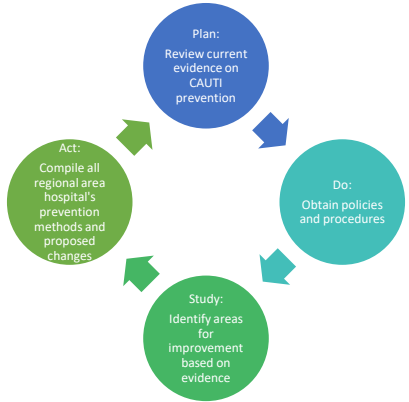 Plan:
Review current
evidence on
CAUTI
prevention
Do:
Obtain policies
and procedures
Study:
Identify areas
for
improvement
based on
evidence
Act:
Compile all
regional area
hospital's
prevention
methods and
proposed
changes